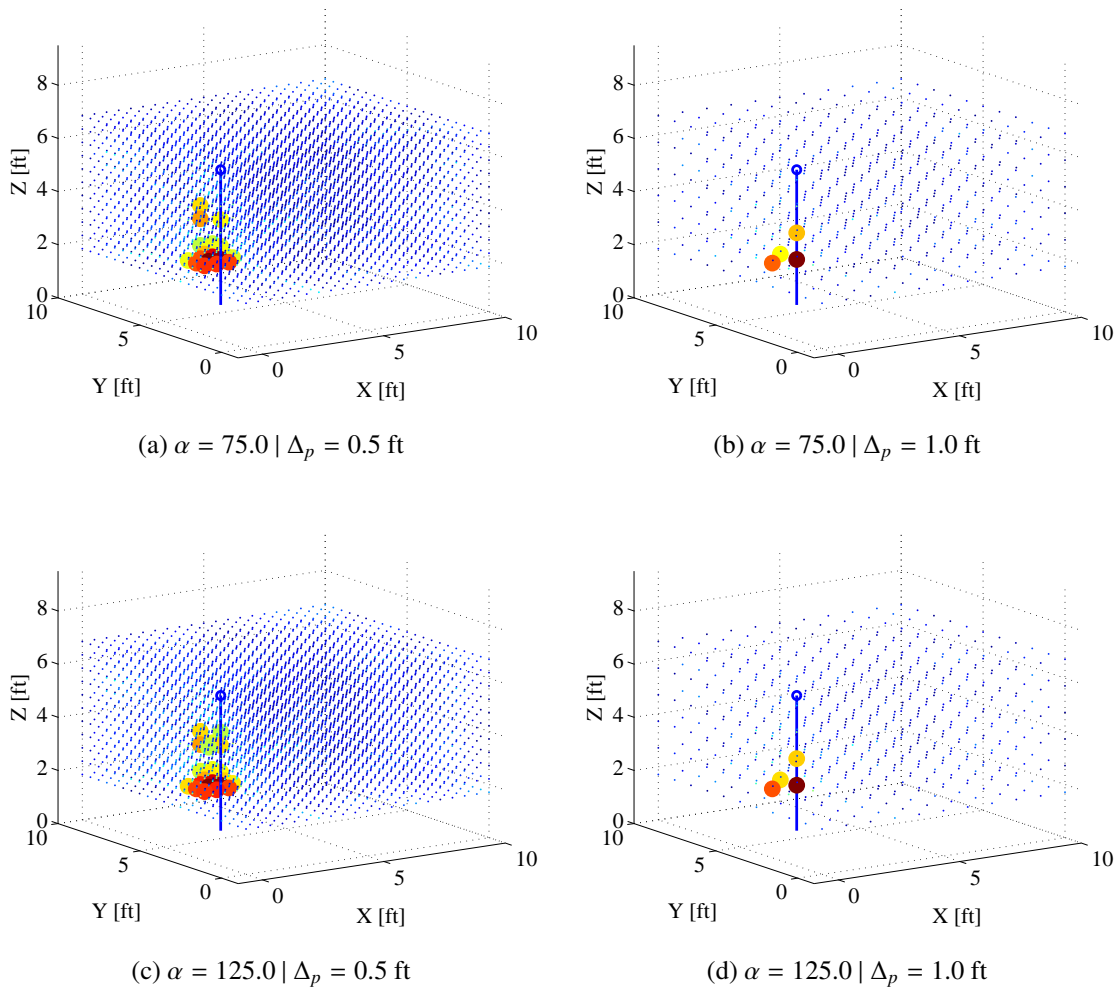 8
8
6
6
Z [ft]
Z [ft]
4
4
2
2
0
0
10
10
5
5
0
0
Y [ft]
Y [ft]
0
0
5
5
10
10
X [ft]
X [ft]
(a) α = 75.0 | Δp = 0.5 ft
(b) α = 75.0 | Δp = 1.0 ft
8
8
6
6
Z [ft]
Z [ft]
4
4
2
2
0
0
10
10
5
5
0
0
Y [ft]
Y [ft]
0
0
5
5
10
10
X [ft]
X [ft]
(c) α = 125.0 | Δp = 0.5 ft
(d) α = 125.0 | Δp = 1.0 ft